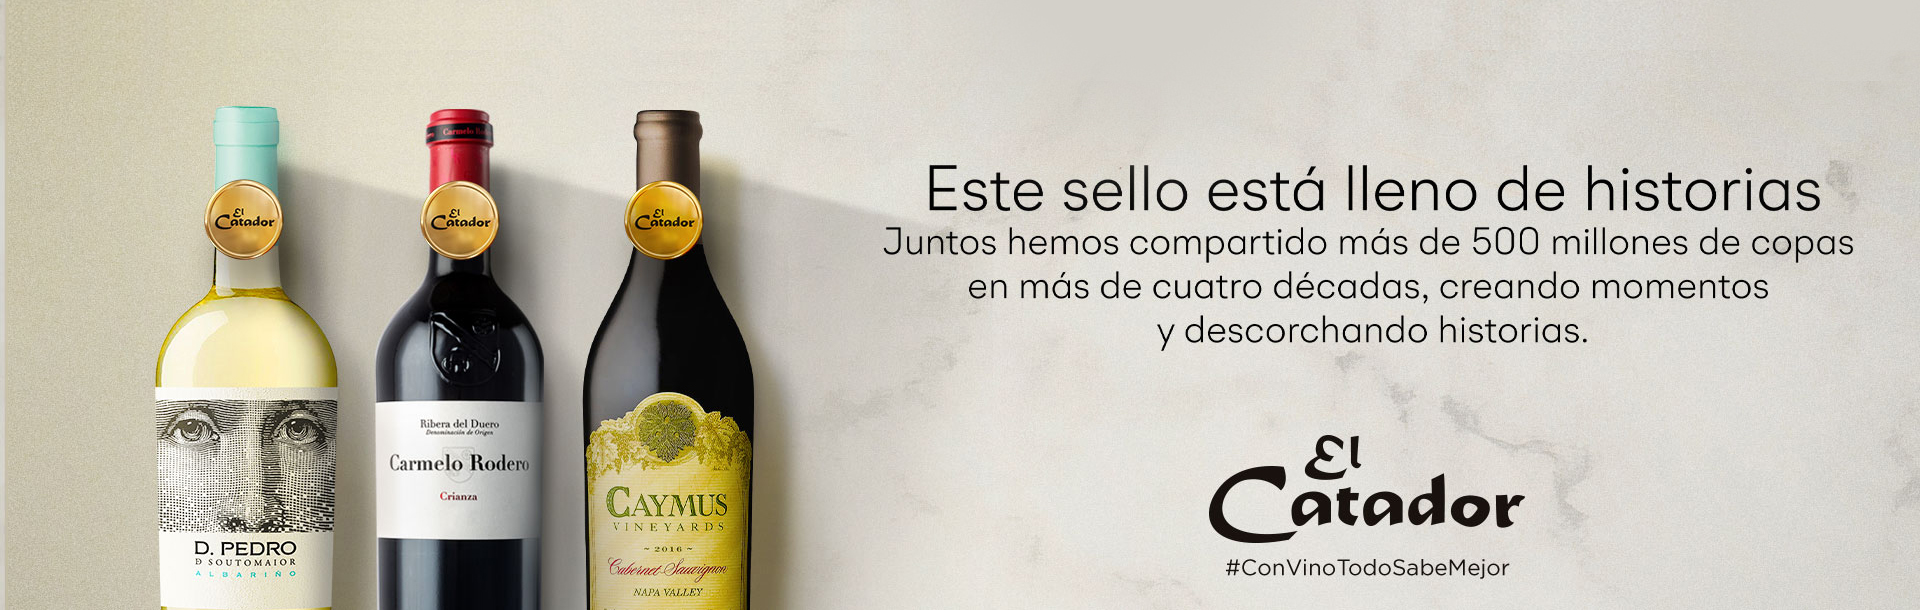 Carmelo
El
Catador
El
Catador
El
Catador
Este sello está lleno de historias
Juntos hemos compartido más de 500 millones de copas
en más de cuatro décadas, creando momentos
y descorchando historias.
Ribera del Duero
Denominación de Origen
Carmelo Rodero
Crianza
CAYMUS
VINEYARDS
~ 2016 ~
Cabernet Sauvignon
NAPA VALLEY
D. PEDRO
D SOUTOMAIOR
ALBARIÑO
El
Catador
#ConVinoTodoSabeMejor